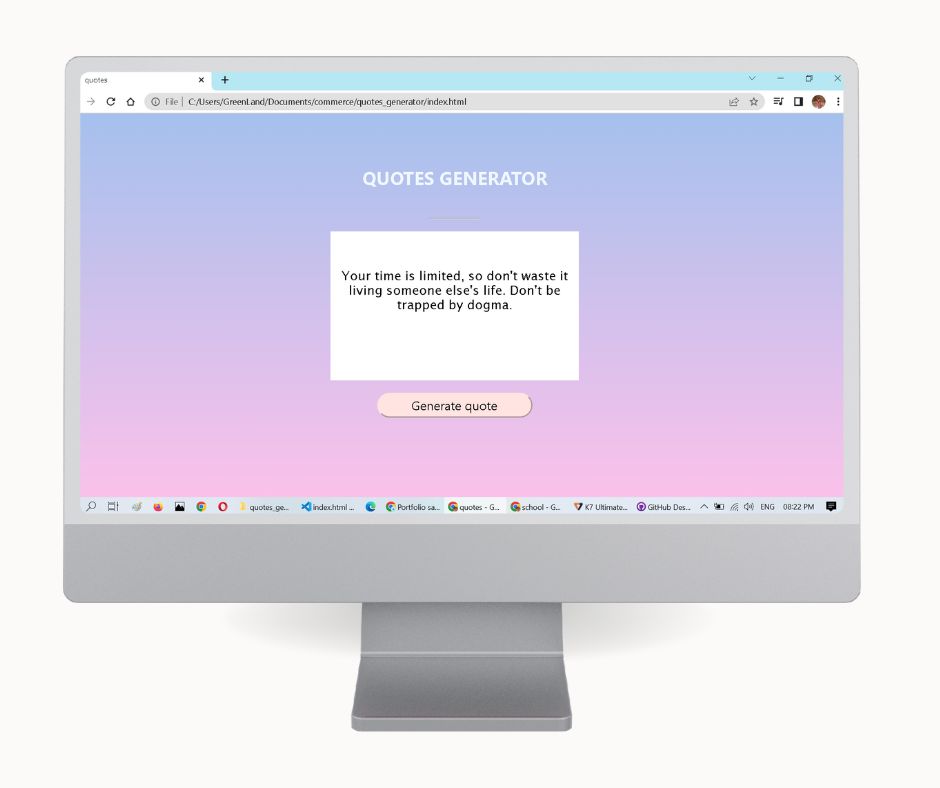 quotes
File | C:/Users/GreenLand/Documents/commerce/quotes_generator/index.html
QUOTES GENERATOR
Your time is limited, so don't waste it
living someone else's life. Don't be
trapped by dogma.
Generate quote
quotes_ge... index.html ... Portfolio sa... quotes - G... school - G... K7 Ultimate... GitHub Des... ENG 08:22 PM